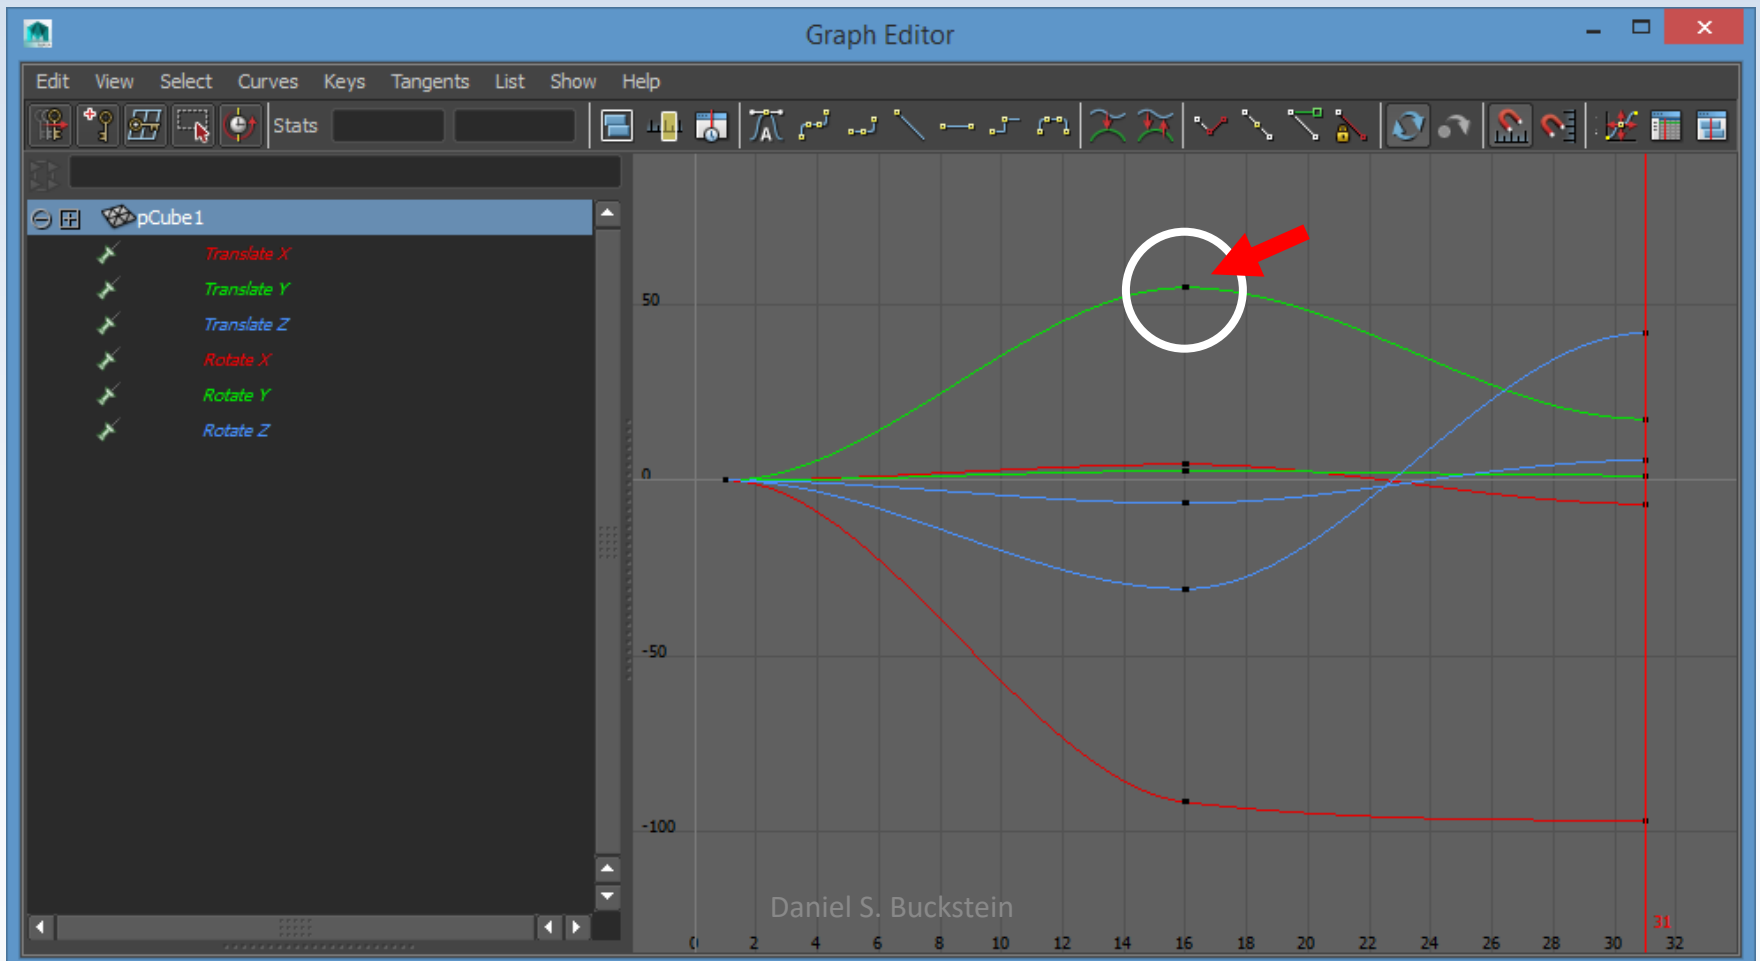 Graph Editor
Edit View Select Curves Keys Tangents List Show Help
Stats
pCube1
Translate X
Translate Y
Translate Z
Rotate X
Rotate Y
Rotate Z
50
0
-50
-100
Daniel S. Buckstein
31
0 2 4 6 8 10 12 14 16 18 20 22 24 26 28 30 32